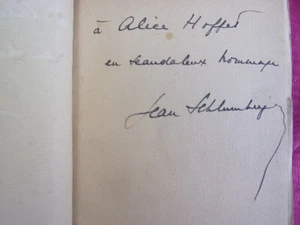 à Alice Hoffet
en scandaleux hommage
Jean Schlumberger